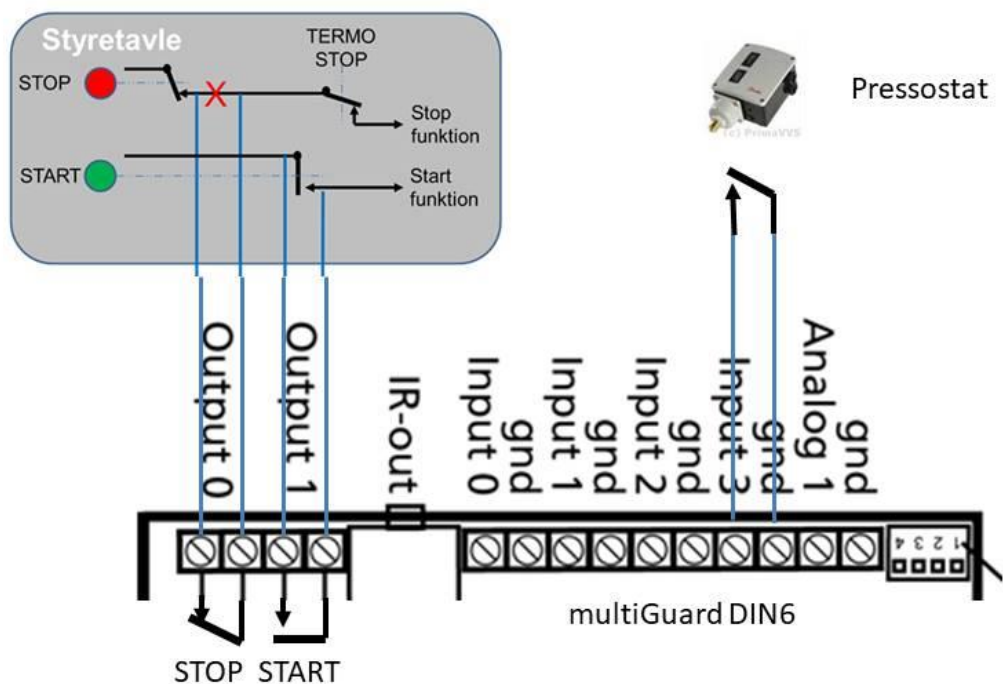 Styretavle
TERMO
STOP
STOP
Stop
funktion
START
Start
funktion
Pressostat
(c) PrimaVVS
Output 0
Output 1
IR-out
Input 0
gnd
Input 1
gnd
Input 2
gnd
Input 3
gnd
Analog 1
gnd
4 3 2 1
multiGuard DIN6
STOP
START